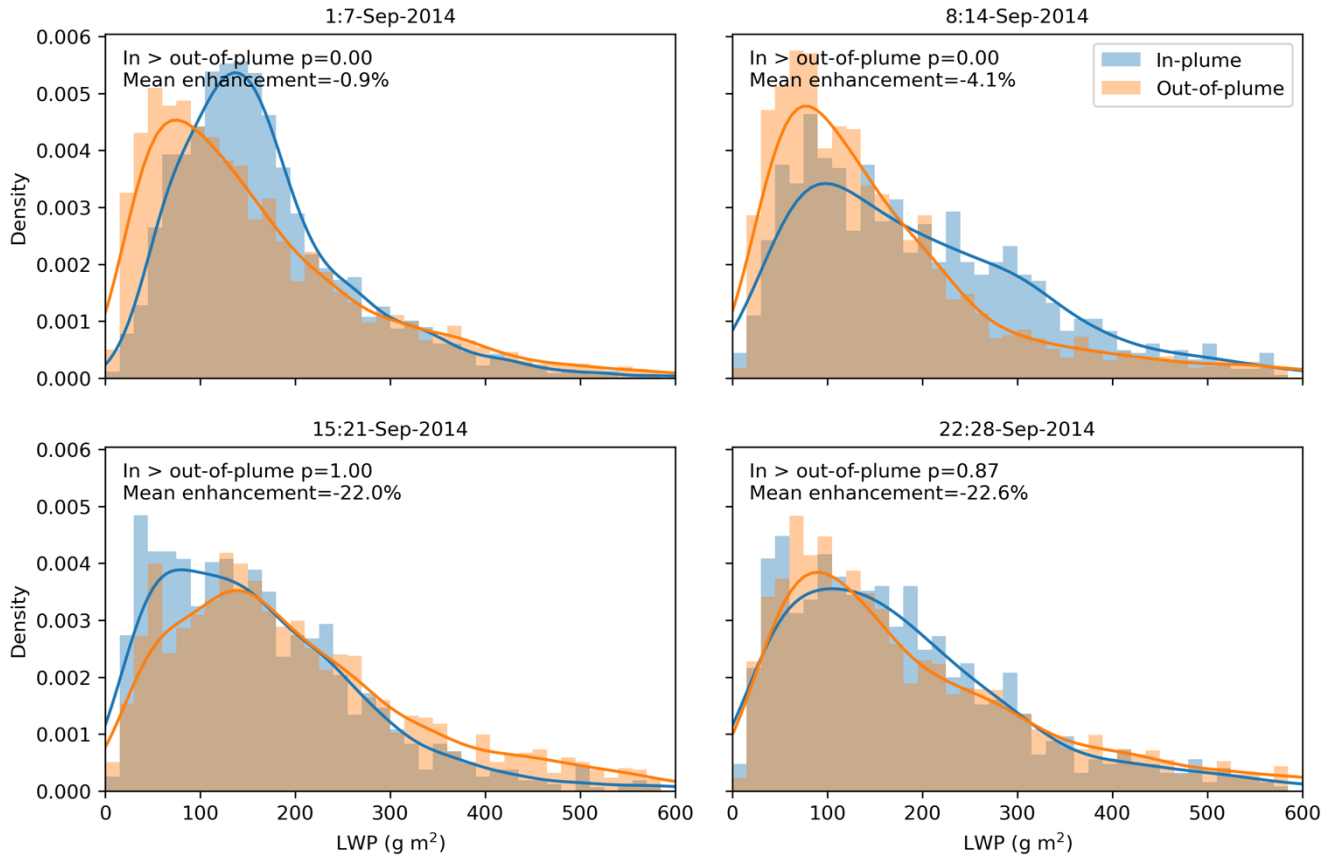 1:7-Sep-2014
In > out-of-plume p=0.00
Mean enhancement=-0.9%
0.006
0.005
0.004
0.003
0.002
0.001
0.000
Density
8:14-Sep-2014
In > out-of-plume p=0.00
Mean enhancement=-4.1%
In-plume
Out-of-plume
15:21-Sep-2014
In > out-of-plume p=1.00
Mean enhancement=-22.0%
0.006
0.005
0.004
0.003
0.002
0.001
0.000
Density
0 100 200 300 400 500 600
LWP (g m²)
22:28-Sep-2014
In > out-of-plume p=0.87
Mean enhancement=-22.6%
0 100 200 300 400 500 600
LWP (g m²)